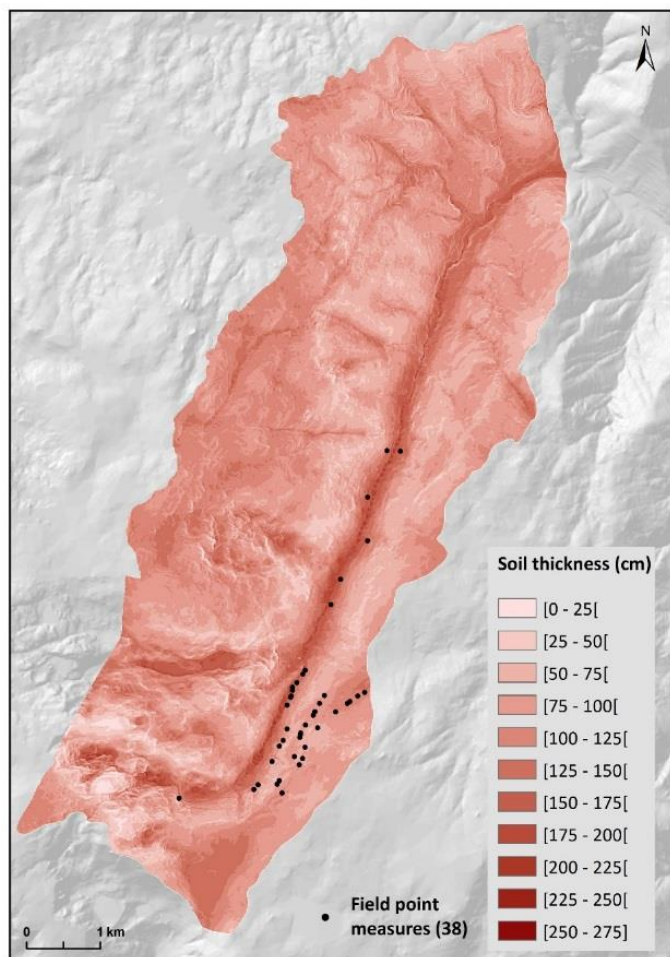 N
Soil thickness (cm)
[0 - 25[
[25 - 50[
[50 - 75[
[75 - 100[
[100 - 125[
[125 - 150[
[150 - 175[
[175 - 200[
[200 - 225[
[225 - 250[
[250 - 275]
Field point
measures (38)
0 1 km